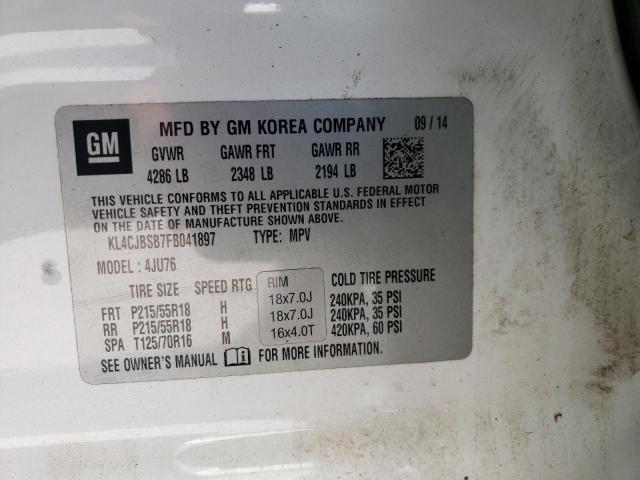 GM MFD BY GM KOREA COMPANY 09 / 14
GVWR GAWR FRT GAWR RR
4286 LB 2348 LB 2194 LB
THIS VEHICLE CONFORMS TO ALL APPLICABLE U.S. FEDERAL MOTOR
VEHICLE SAFETY AND THEFT PREVENTION STANDARDS IN EFFECT
ON THE DATE OF MANUFACTURE SHOWN ABOVE.
KL4CJBSB7FB041897 TYPE: MPV
MODEL : 4JU76
TIRE SIZE SPEED RTG RIM COLD TIRE PRESSURE
FRT P215/55R18 H 18x7.0J 240KPA, 35 PSI
RR P215/55R18 H 18x7.0J 240KPA, 35 PSI
SPA T125/70R16 M 16x4.0T 420KPA, 60 PSI
SEE OWNER'S MANUAL FOR MORE INFORMATION.